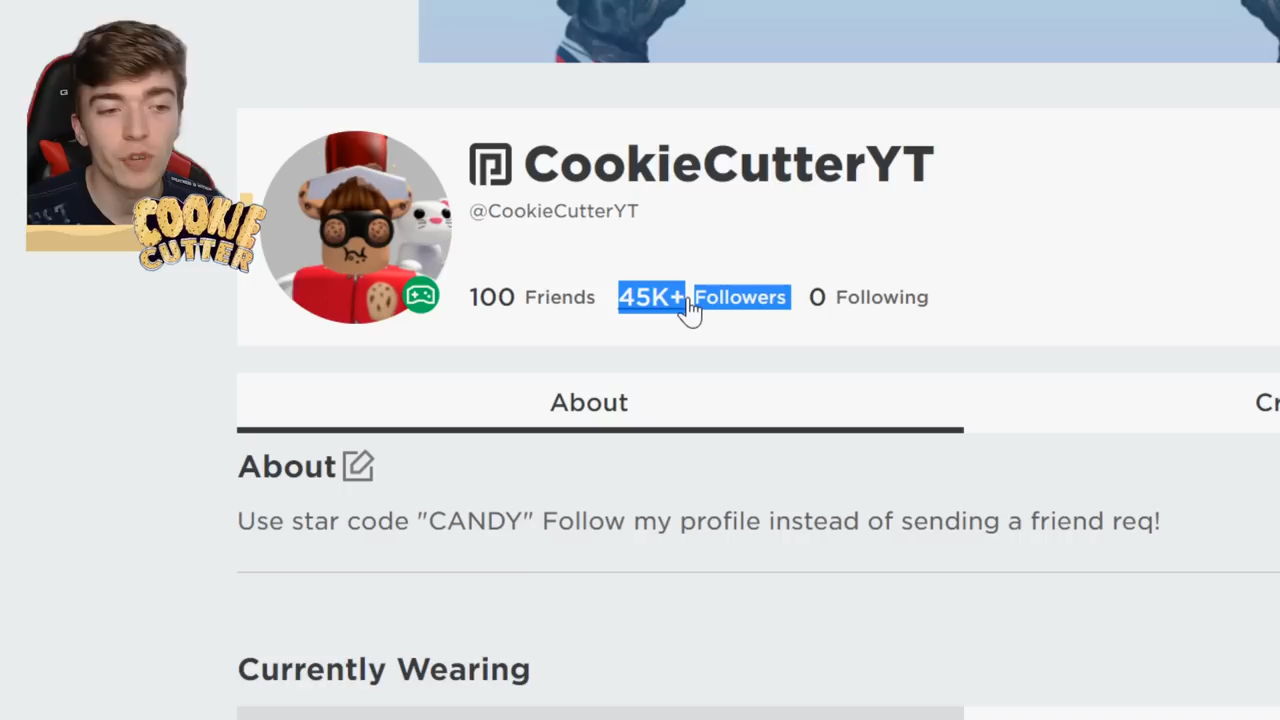 CookieCutterYT
@CookieCutterYT
COOKIE
CUTTER
100 Friends 45K+ Followers 0 Following
About
About
Use star code "CANDY" Follow my profile instead of sending a friend req!
Currently Wearing